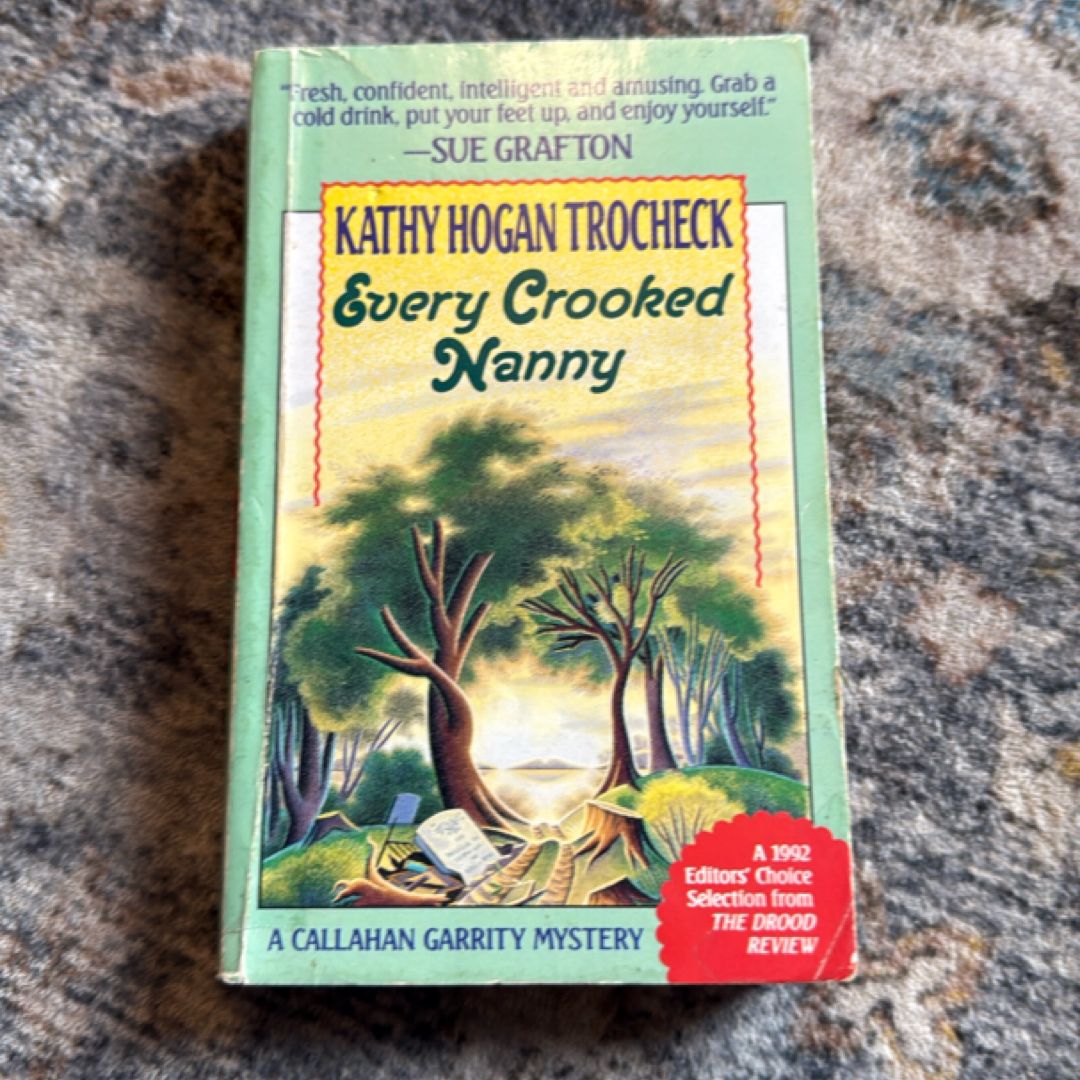 "Fresh, confident, intelligent and amusing. Grab a
cold drink, put your feet up, and enjoy yourself."
—SUE GRAFTON
KATHY HOGAN TROCHECK
Every Crooked
Nanny
A 1992
Editors' Choice
Selection from
THE DROOD
REVIEW
A CALLAHAN GARRITY MYSTERY